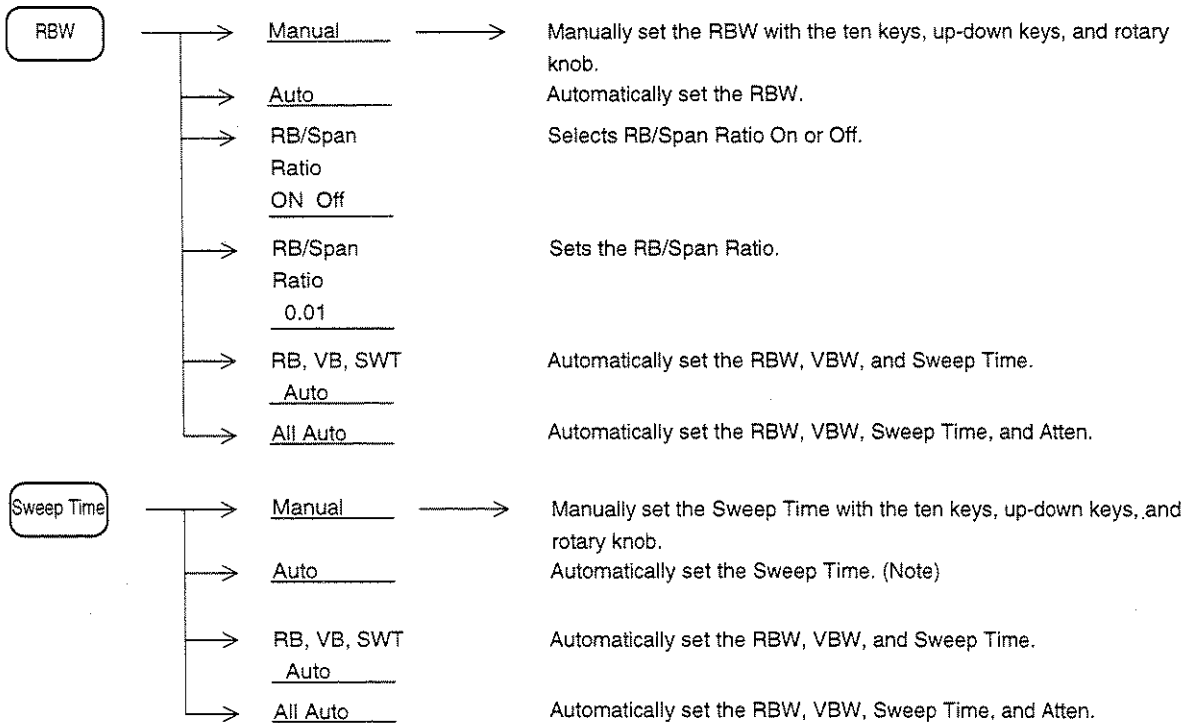 RBW
Manual
Manually set the RBW with the ten keys, up-down keys, and rotary
knob.
Auto
Automatically set the RBW.
RB/Span
Ratio
ON Off
Selects RB/Span Ratio On or Off.
RB/Span
Ratio
0.01
Sets the RB/Span Ratio.
RB, VB, SWT
Auto
Automatically set the RBW, VBW, and Sweep Time.
All Auto
Automatically set the RBW, VBW, Sweep Time, and Atten.
Sweep Time
Manual
Manually set the Sweep Time with the ten keys, up-down keys, and
rotary knob.
Auto
Automatically set the Sweep Time. (Note)
RB, VB, SWT
Auto
Automatically set the RBW, VBW, and Sweep Time.
All Auto
Automatically set the RBW, VBW, Sweep Time, and Atten.